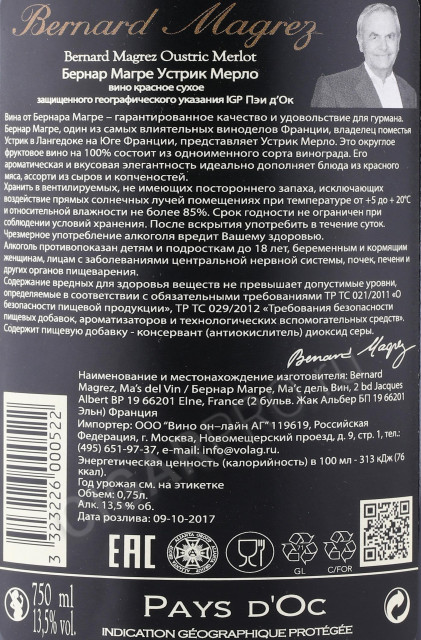 Bernard Magrez
Bernard Magrez Oustric Merlot
Бернар Магре Устрик Мерло
вино красное сухое
защищенного географического указания IGP Пэи д'Ок
Вина от Бернара Магре – гарантированное качество и удовольствие для гурмана.
Бернар Магре, один из самых влиятельных виноделов Франции, владелец поместья
Устрик в Лангедоке на Юге Франции, представляет Устрик Мерло. Это округлое
фруктовое вино на 100% состоит из одноименного сорта винограда. Его
ароматическая и вкусовая элегантность идеально дополняет блюда из красного
мяса, ассорти из сыров и копченостей.
Хранить в вентилируемых, не имеющих постороннего запаха, исключающих
воздействие прямых солнечных лучей помещениях при температуре от +5 до + 20°С
и относительной влажности не более 85%. Срок годности не ограничен при
соблюдении условий хранения. После вскрытия употребить в течение суток.
Чрезмерное употребление алкоголя вредит Вашему здоровью.
Алкоголь противопоказан детям и подросткам до 18 лет, беременным и кормящим
женщинам, лицам с заболеваниями центральной нервной системы, почек, печени и
других органов пищеварения.
Содержание вредных для здоровья веществ не превышает допустимые уровни,
определяемые в соответствии с обязательными требованиями ТР ТС 021/2011 «О
безопасности пищевой продукции», ТР ТС 029/2012 «Требования безопасности
пищевых добавок, ароматизаторов и технологических вспомогательных средств».
Содержит пищевую добавку - консервант (антиокислитель) диоксид серы.
Bernard Magrez
Наименование и местонахождение изготовителя: Bernard
Magrez, Ma's del Vin / Бернар Магре, Ма'с дель Вин, 2 bd Jacques
Albert BP 19 66201 Elne, France (2 бульв. Жак Альбер БП 19 66201
Эльн) Франция
Импортер: ООО "Вино он–лайн АГ" 119619, Российская
Федерация, г. Москва, Новомещерский проезд, д. 9, стр. 1, тел.:
(495) 651-97-37, e-mail: info@volag.ru.
Энергетическая ценность (калорийность) в 100 мл - 313 кДж (76
ккал).
Год урожая см. на этикетке
Объем: 0,75л.
Алк. 13,5 % об.
Дата розлива: 09-10-2017
3 323226 000522
EAC
GL
C/FOR
750 ml
13,5% vol.
PAYS D'OC
INDICATION GÉOGRAPHIQUE PROTÉGÉE